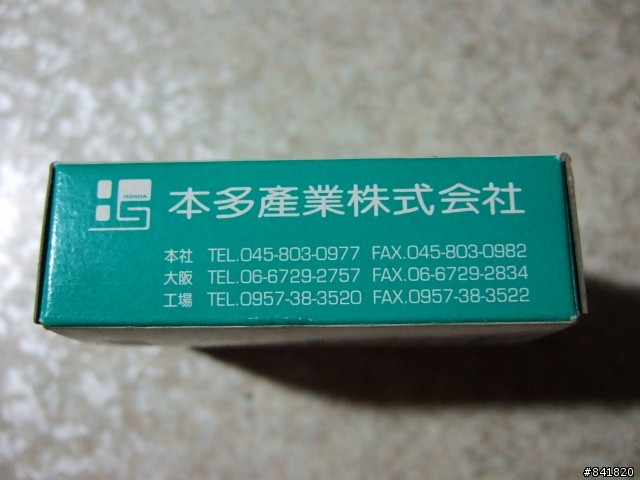 HONDA
本多産業株式会社
本社 TEL.045-803-0977 FAX.045-803-0982
大阪 TEL.06-6729-2757 FAX.06-6729-2834
工場 TEL.0957-38-3520 FAX.0957-38-3522
#841820